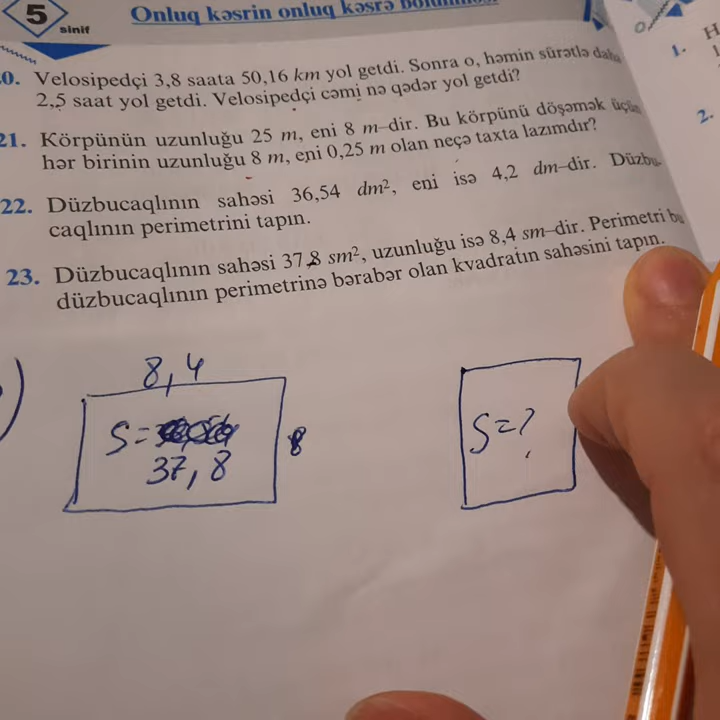 5
sinif
Onluq kəsrin onluq kəsrə
0. Velosipedçi 3,8 saata 50,16 km yol getdi. Sonra o, həmin sürətlə daha
2,5 saat yol getdi. Velosipedçi cəmi nə qədər yol getdi?
21. Körpünün uzunluğu 25 m, eni 8 m–dir. Bu körpünü döşəmək üçün
hər birinin uzunluğu 8 m, eni 0,25 m olan neçə taxta lazımdır?
22. Düzbucaqlının sahəsi 36,54 dm², eni isə 4,2 dm–dir. Düzbu-
caqlının perimetrini tapın.
23. Düzbucaqlının sahəsi 37,8 sm², uzunluğu isə 8,4 sm–dir. Perimetri bu
düzbucaqlının perimetrinə bərabər olan kvadratın sahəsini tapın.
1. H
2.
8,4
S=
37,8
8
S=?